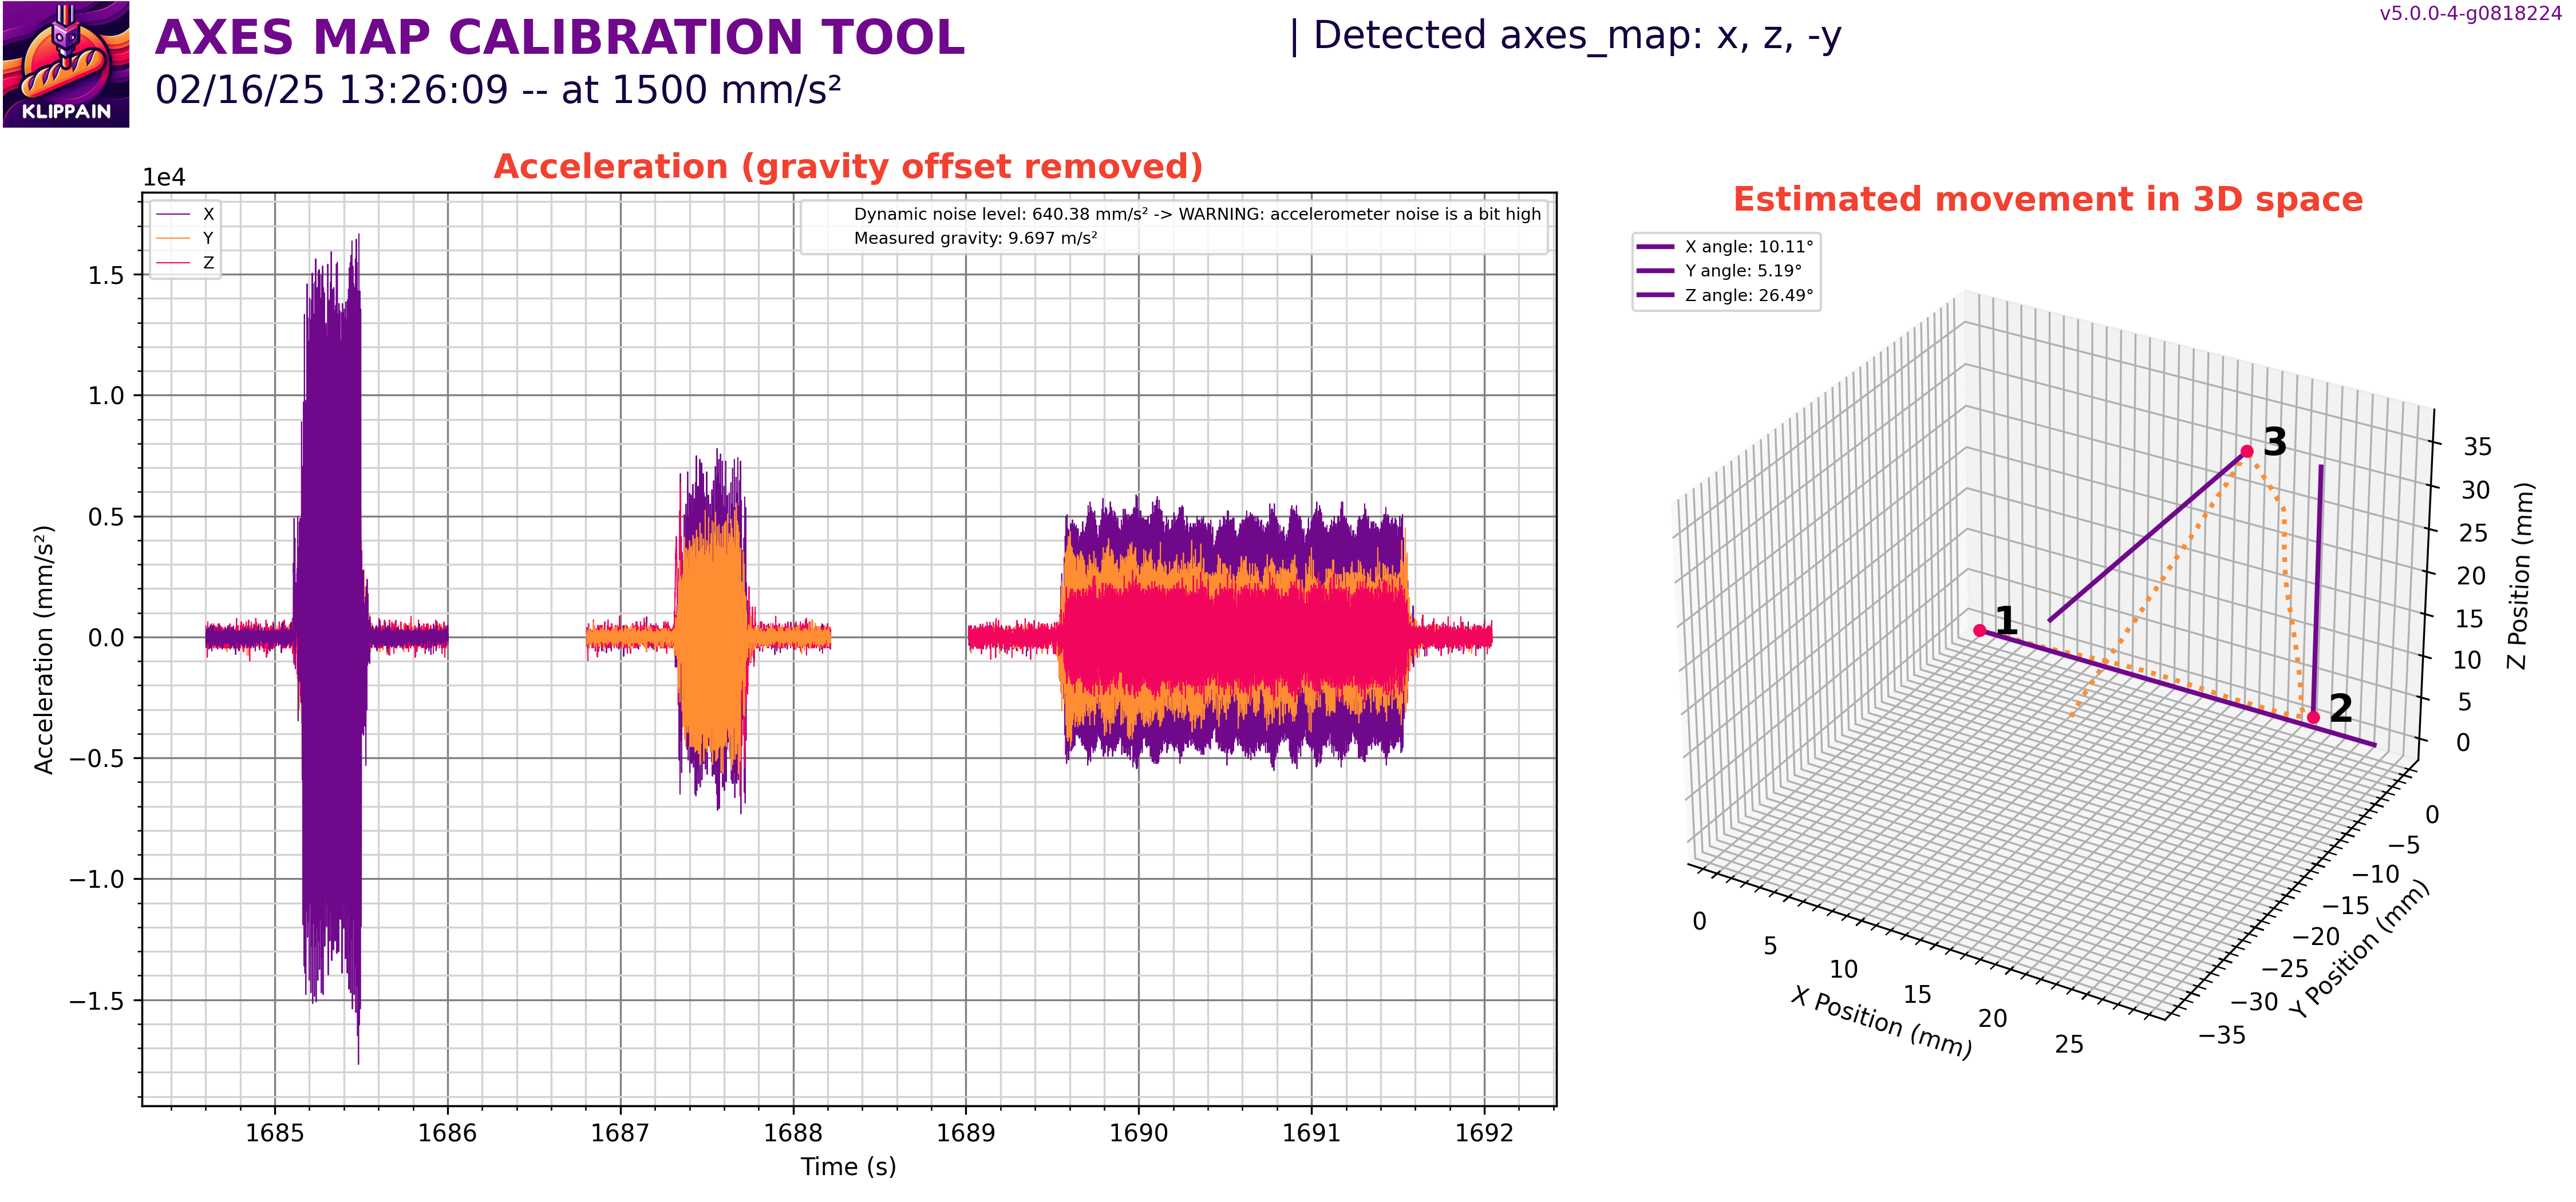 KLIPPAIN
AXES MAP CALIBRATION TOOL
02/16/25 13:26:09 -- at 1500 mm/s²
| Detected axes_map: x, z, -y
v5.0.0-4-g0818224
Acceleration (gravity offset removed)
1e4
X
Y
Z
Dynamic noise level: 640.38 mm/s² -> WARNING: accelerometer noise is a bit high
Measured gravity: 9.697 m/s²
Acceleration (mm/s²)
1.5
1.0
0.5
0.0
−0.5
−1.0
−1.5
1685
1686
1687
1688
1689
1690
1691
1692
Time (s)
Estimated movement in 3D space
X angle: 10.11°
Y angle: 5.19°
Z angle: 26.49°
1
2
3
0
5
10
15
20
25
X Position (mm)
0
−5
−10
−15
−20
−25
−30
−35
Y Position (mm)
35
30
25
20
15
10
5
0
Z Position (mm)